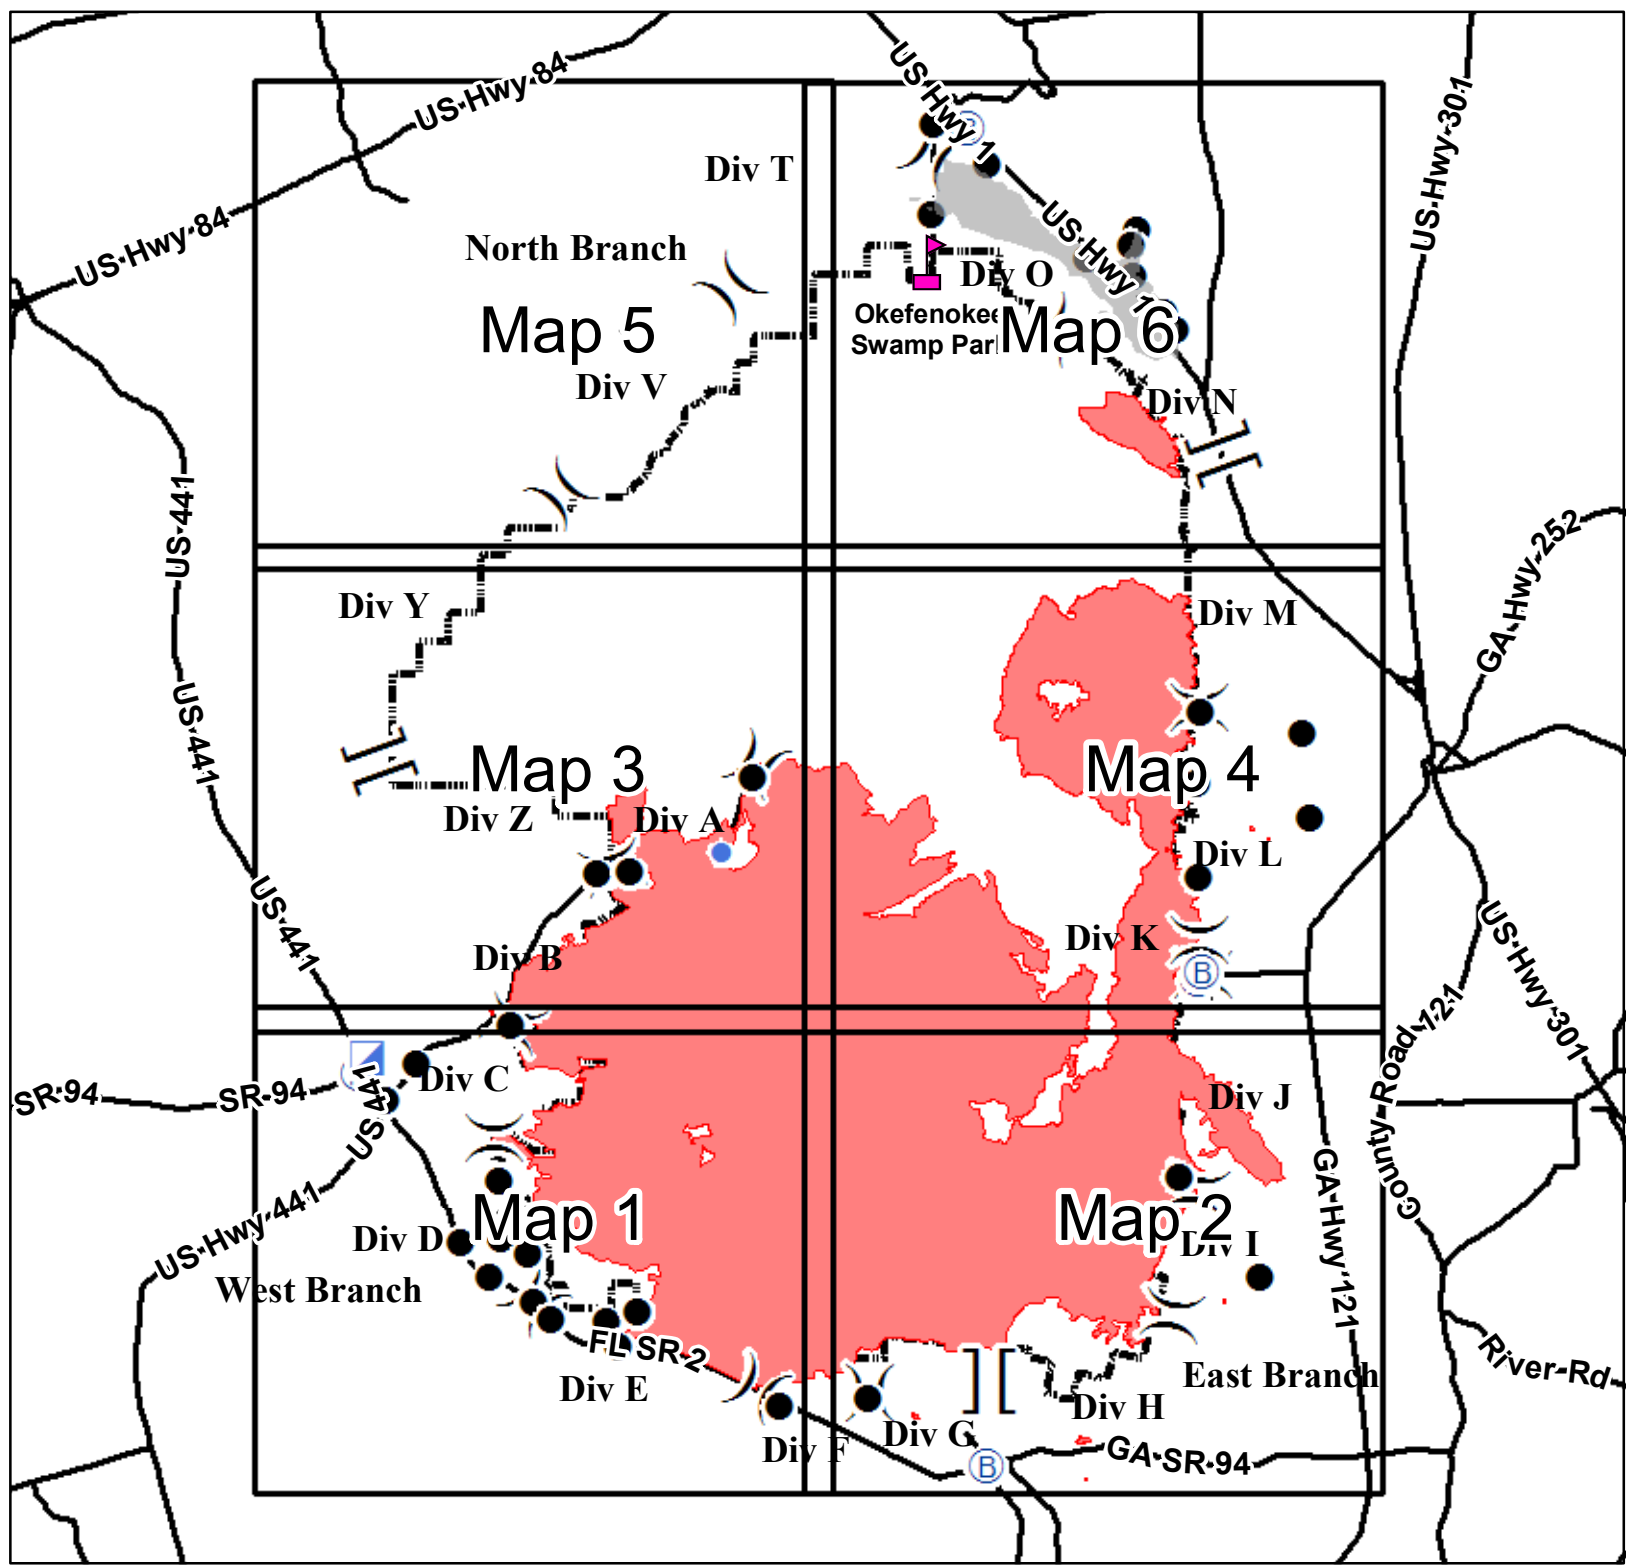 US Hwy 84
US Hwy 1
US-Hwy-301
Div T
US-Hwy-84
North Branch
US Hwy 1
Div O
Okefenokee
Swamp Park
Map 5
Map 6
Div V
Div N
US-441
GA-Hwy-252
Div Y
Div M
US-441
Map 3
Map 4
Div Z
Div A
Div L
US-441
Div K
Div B
B
US-Hwy-301
County-Road-121
SR-94
SR-94
Div C
US 441
Div J
GA-Hwy-121
US-Hwy-441
Map 1
Map 2
Div D
Div I
West Branch
FL SR 2
River-Rd
Div E
East Branch
Div H
Div G
Div F
GA-SR-94
B